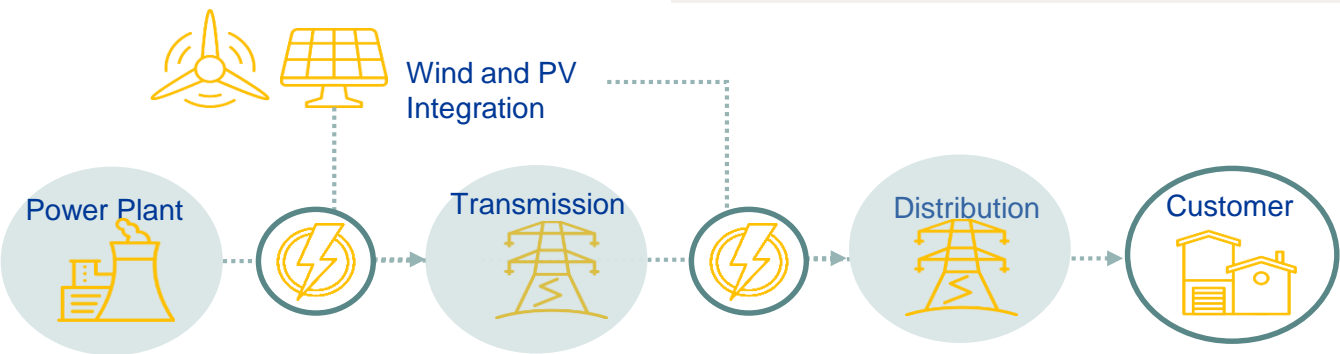 Wind and PV
Integration
Power Plant
Transmission
Distribution
Customer